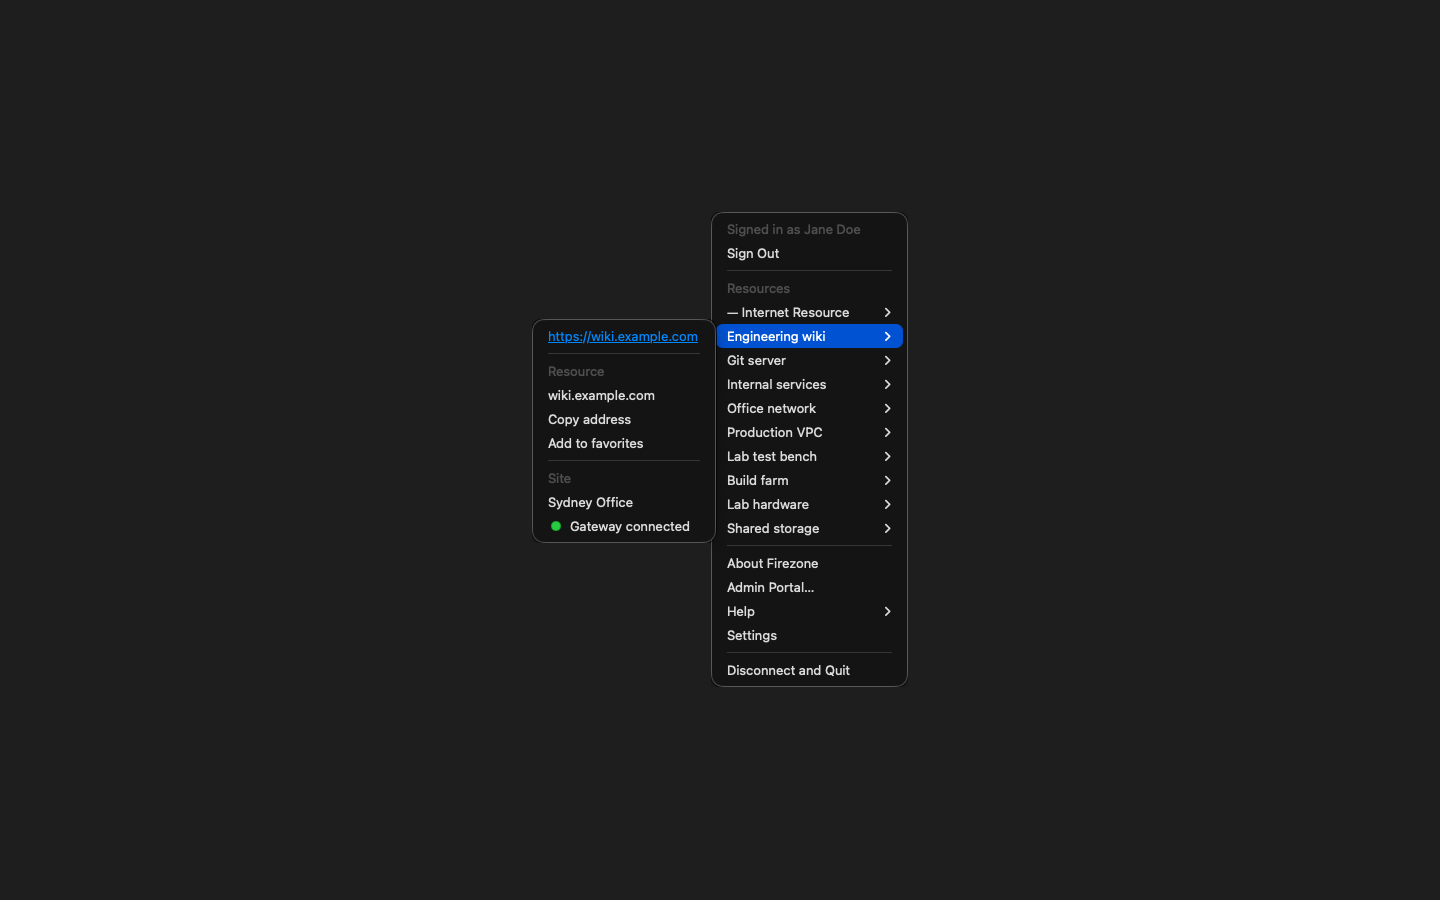 Signed in as Jane Doe
Sign Out
Resources
— Internet Resource
Engineering wiki
Git server
Internal services
Office network
Production VPC
Lab test bench
Build farm
Lab hardware
Shared storage
About Firezone
Admin Portal...
Help
Settings
Disconnect and Quit
https://wiki.example.com
Resource
wiki.example.com
Copy address
Add to favorites
Site
Sydney Office
Gateway connected